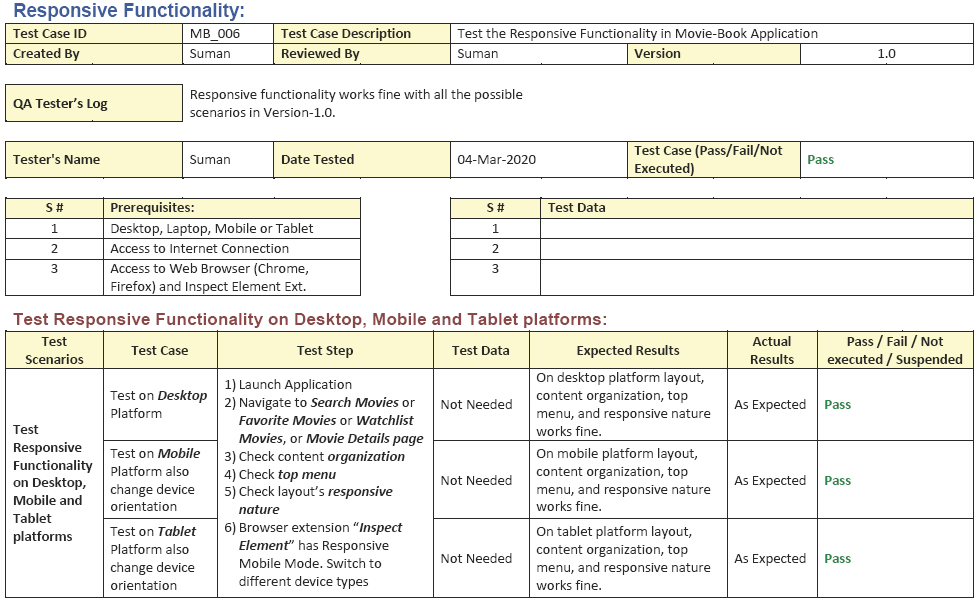 Responsive Functionality:
Test Case ID MB_006 Test Case Description Test the Responsive Functionality in Movie-Book Application
Created By Suman Reviewed By Suman Version 1.0
QA Tester's Log
Responsive functionality works fine with all the possible
scenarios in Version-1.0.
Tester's Name Suman Date Tested 04-Mar-2020 Test Case (Pass/Fail/Not
Executed) Pass
S # Prerequisites:
1 Desktop, Laptop, Mobile or Tablet
2 Access to Internet Connection
3 Access to Web Browser (Chrome,
Firefox) and Inspect Element Ext.
S # Test Data
1
2
3
Test Responsive Functionality on Desktop, Mobile and Tablet platforms:
Test
Scenarios
Test Case
Test Step
Test Data
Expected Results
Actual
Results
Pass / Fail / Not
executed / Suspended
Test
Responsive
Functionality
on Desktop,
Mobile and
Tablet
platforms
Test on Desktop
Platform
1) Launch Application
2) Navigate to Search Movies or
Favorite Movies or Watchlist
Movies, or Movie Details page
3) Check content organization
4) Check top menu
5) Check layout's responsive
nature
6) Browser extension “Inspect
Element” has Responsive
Mobile Mode. Switch to
different device types
Not Needed
On desktop platform layout,
content organization, top
menu, and responsive nature
works fine.
As Expected
Pass
Test on Mobile
Platform also
change device
orientation
Not Needed
On mobile platform layout,
content organization, top
menu, and responsive nature
works fine.
As Expected
Pass
Test on Tablet
Platform also
change device
orientation
Not Needed
On tablet platform layout,
content organization, top
menu, and responsive nature
works fine.
As Expected
Pass